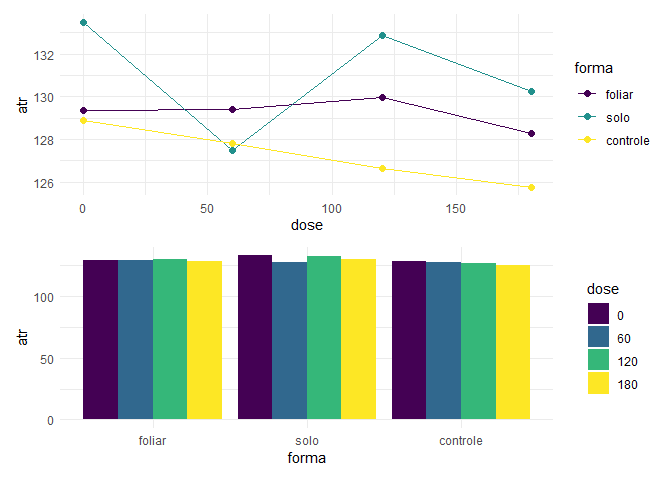 132
130
128
126
atr
0
50
100
150
dose
forma
foliar
solo
controle
100
50
0
atr
foliar
solo
controle
forma
dose
0
60
120
180